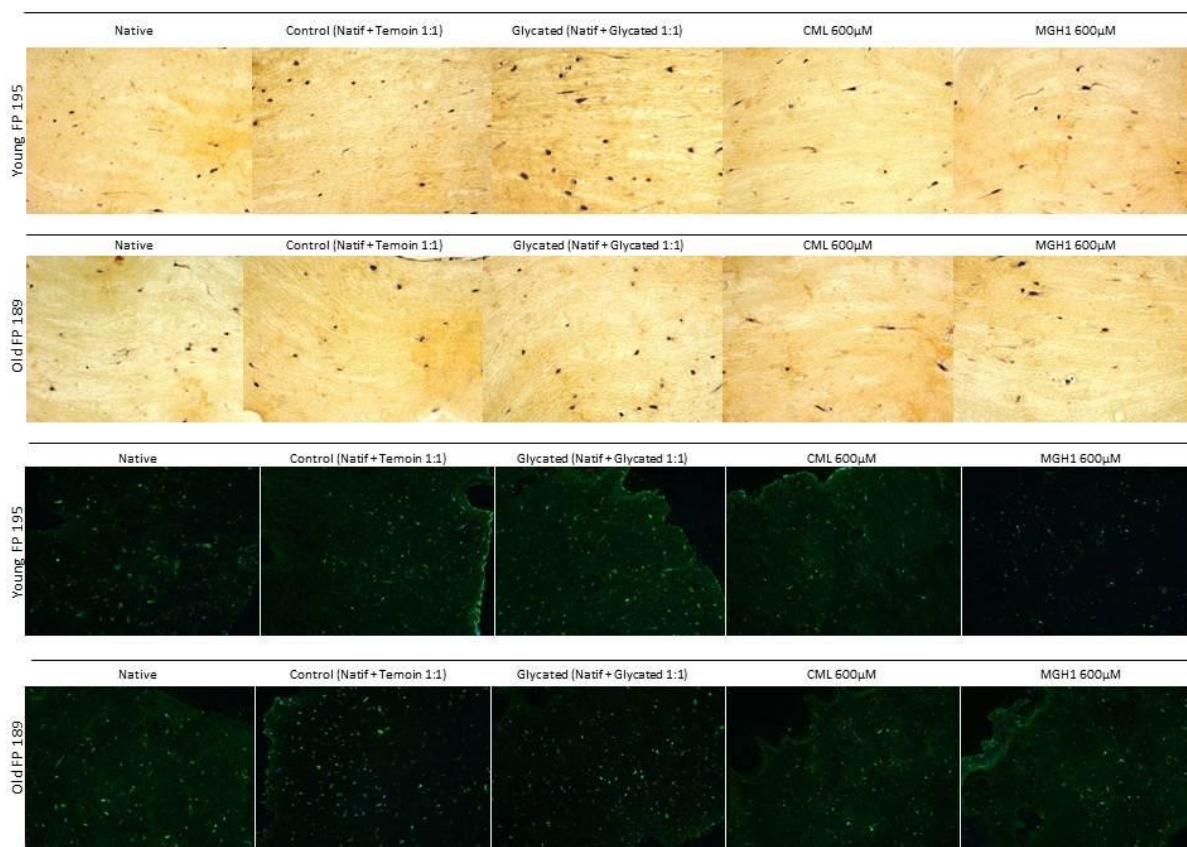 Native Control (Natif + Temoin 1:1) Glycated (Natif + Glycated 1:1) CML 600µM MGH1 600µM
Young FP 195
Native Control (Natif + Temoin 1:1) Glycated (Natif + Glycated 1:1) CML 600µM MGH1 600µM
Old FP 189
Native Control (Natif + Temoin 1:1) Glycated (Natif + Glycated 1:1) CML 600µM MGH1 600µM
Young FP 195
Native Control (Natif + Temoin 1:1) Glycated (Natif + Glycated 1:1) CML 600µM MGH1 600µM
Old FP 189